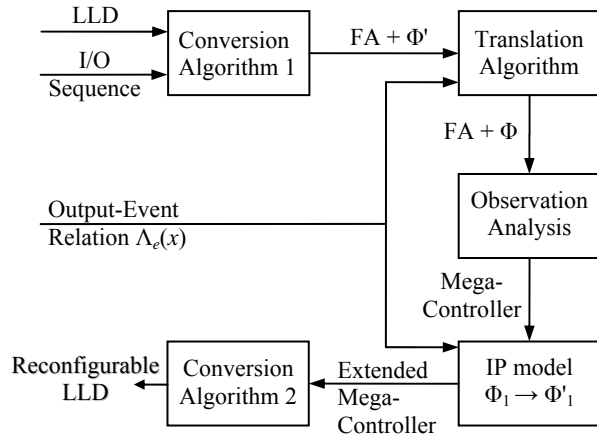 LLD
I/O
Sequence
Conversion
Algorithm 1
FA + Φ'
Translation
Algorithm
FA + Φ
Output-Event
Relation Λe(x)
Observation
Analysis
Mega-
Controller
Reconfigurable
LLD
Conversion
Algorithm 2
Extended
Mega-
Controller
IP model
Φ1 → Φ'1